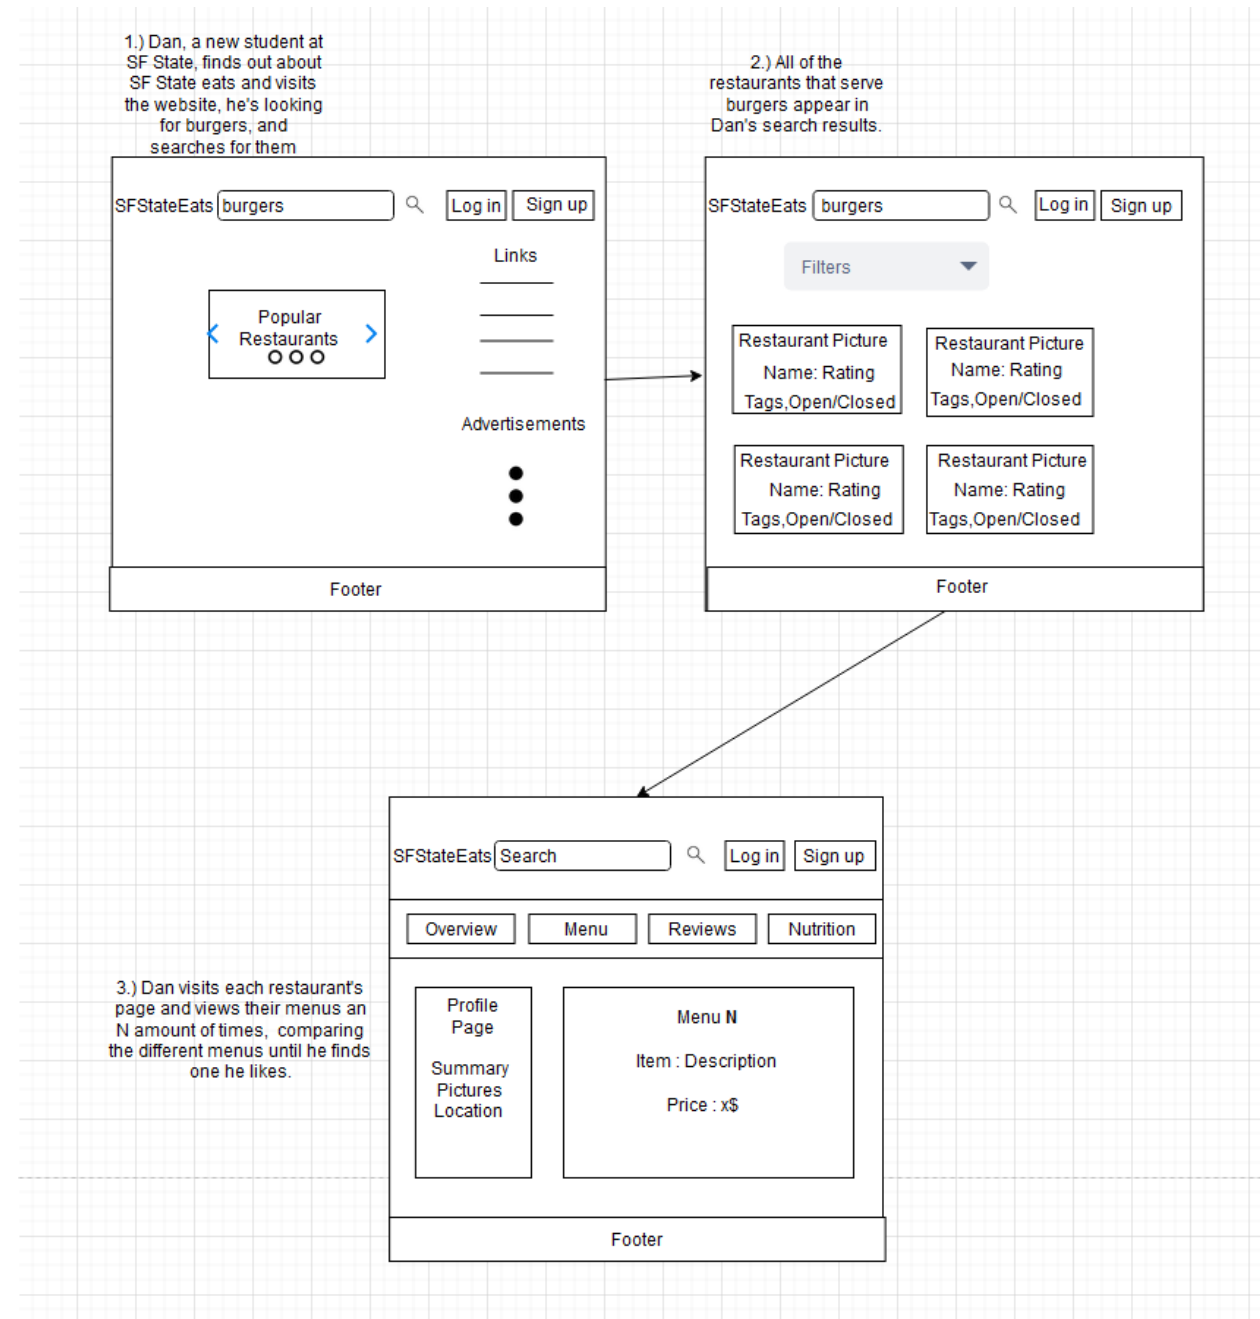 1.) Dan, a new student at
SF State, finds out about
SF State eats and visits
the website, he's looking
for burgers, and
searches for them
SFStateEats burgers Log in Sign up
Links
Popular
Restaurants
Advertisements
Footer
2.) All of the
restaurants that serve
burgers appear in
Dan's search results.
SFStateEats burgers Log in Sign up
Filters
Restaurant Picture
Name: Rating
Tags,Open/Closed
Restaurant Picture
Name: Rating
Tags,Open/Closed
Restaurant Picture
Name: Rating
Tags,Open/Closed
Restaurant Picture
Name: Rating
Tags,Open/Closed
Footer
3.) Dan visits each restaurant's
page and views their menus an
N amount of times, comparing
the different menus until he finds
one he likes.
SFStateEats Search Log in Sign up
Overview Menu Reviews Nutrition
Profile
Page
Summary
Pictures
Location
Menu N
Item : Description
Price : x$
Footer